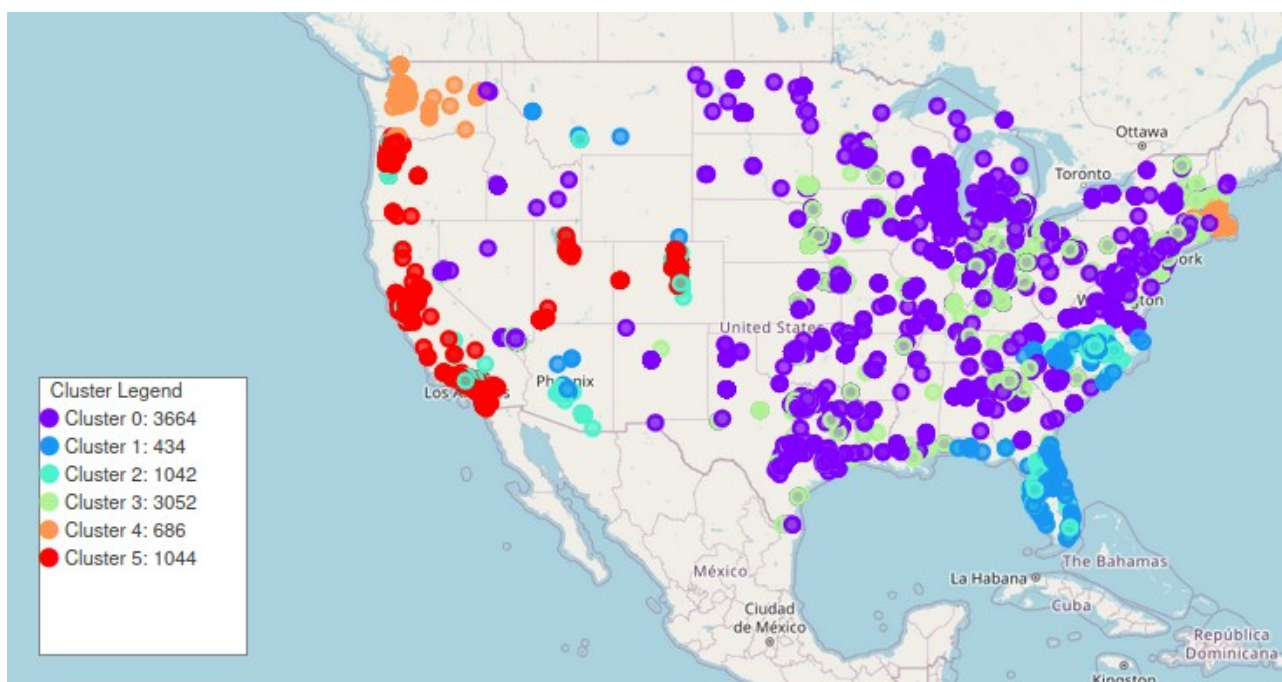 Ottawa
Toronto
York
Washington
United States
Phoenix
Los Angeles
Cluster Legend
Cluster 0: 3664
Cluster 1: 434
Cluster 2: 1042
Cluster 3: 3052
Cluster 4: 686
Cluster 5: 1044
México
The Bahamas
La Habana
Cuba
Ciudad
de México
República
Dominicana
Kingston